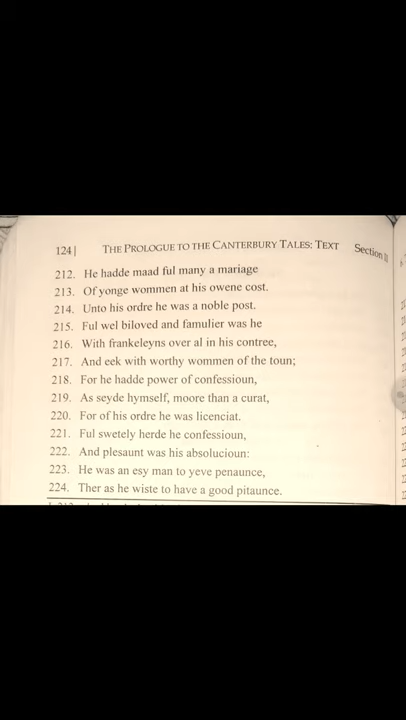 124| THE PROLOGUE TO THE CANTERBURY TALES: TEXT Section II
212. He hadde maad ful many a mariage
213. Of yonge wommen at his owene cost.
214. Unto his ordre he was a noble post.
215. Ful wel biloved and famulier was he
216. With frankeleyns over al in his contree,
217. And eek with worthy wommen of the toun;
218. For he hadde power of confessioun,
219. As seyde hymself, moore than a curat,
220. For of his ordre he was licenciat.
221. Ful swetely herde he confessioun,
222. And plesaunt was his absolucioun:
223. He was an esy man to yeve penaunce,
224. Ther as he wiste to have a good pitaunce.